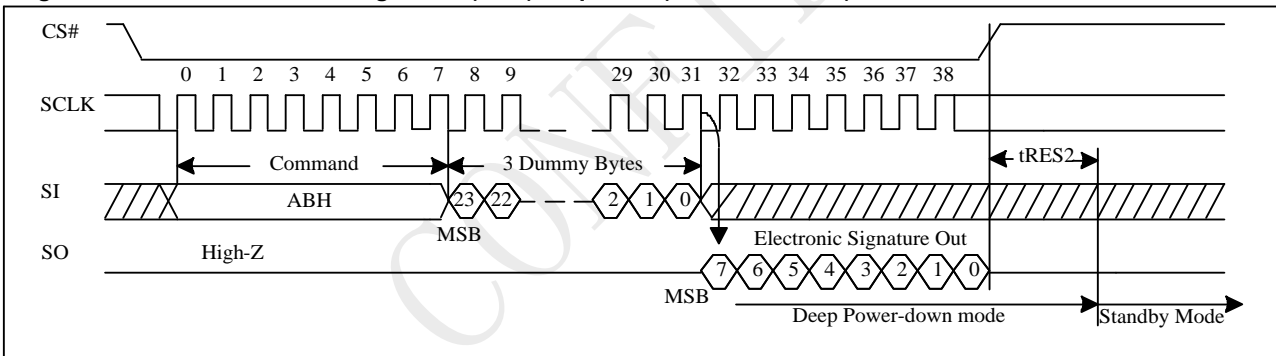 CS#
0 1 2 3 4 5 6 7 8 9 29 30 31 32 33 34 35 36 37 38
SCLK
Command 3 Dummy Bytes tRES2
SI ABH 23 22 2 1 0
MSB Electronic Signature Out
SO High-Z
7 6 5 4 3 2 1 0
MSB
Deep Power-down mode Standby Mode